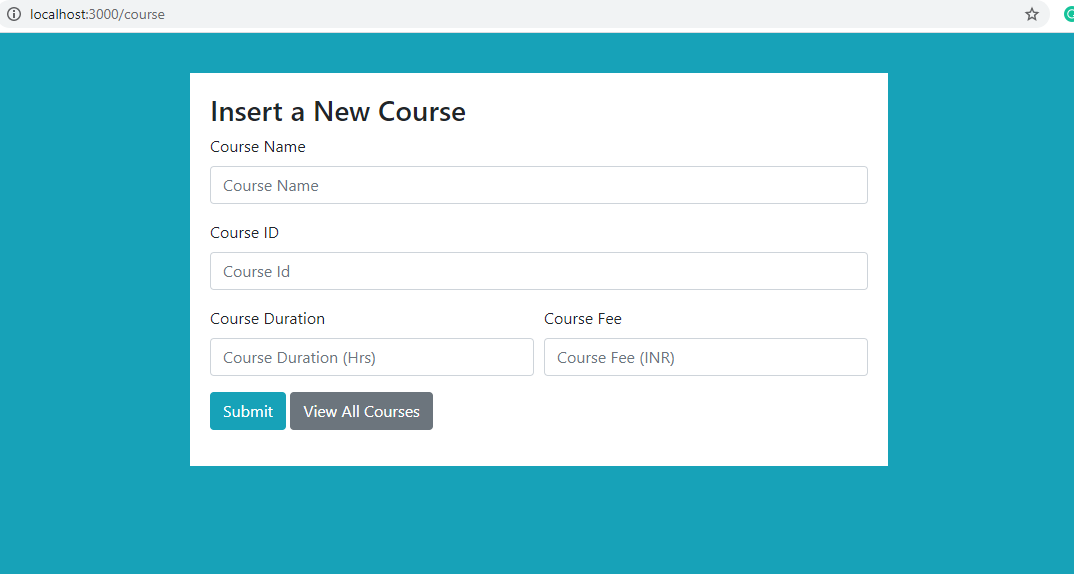 localhost:3000/course
Insert a New Course
Course Name
Course Name
Course ID
Course Id
Course Duration Course Fee
Course Duration (Hrs) Course Fee (INR)
Submit View All Courses